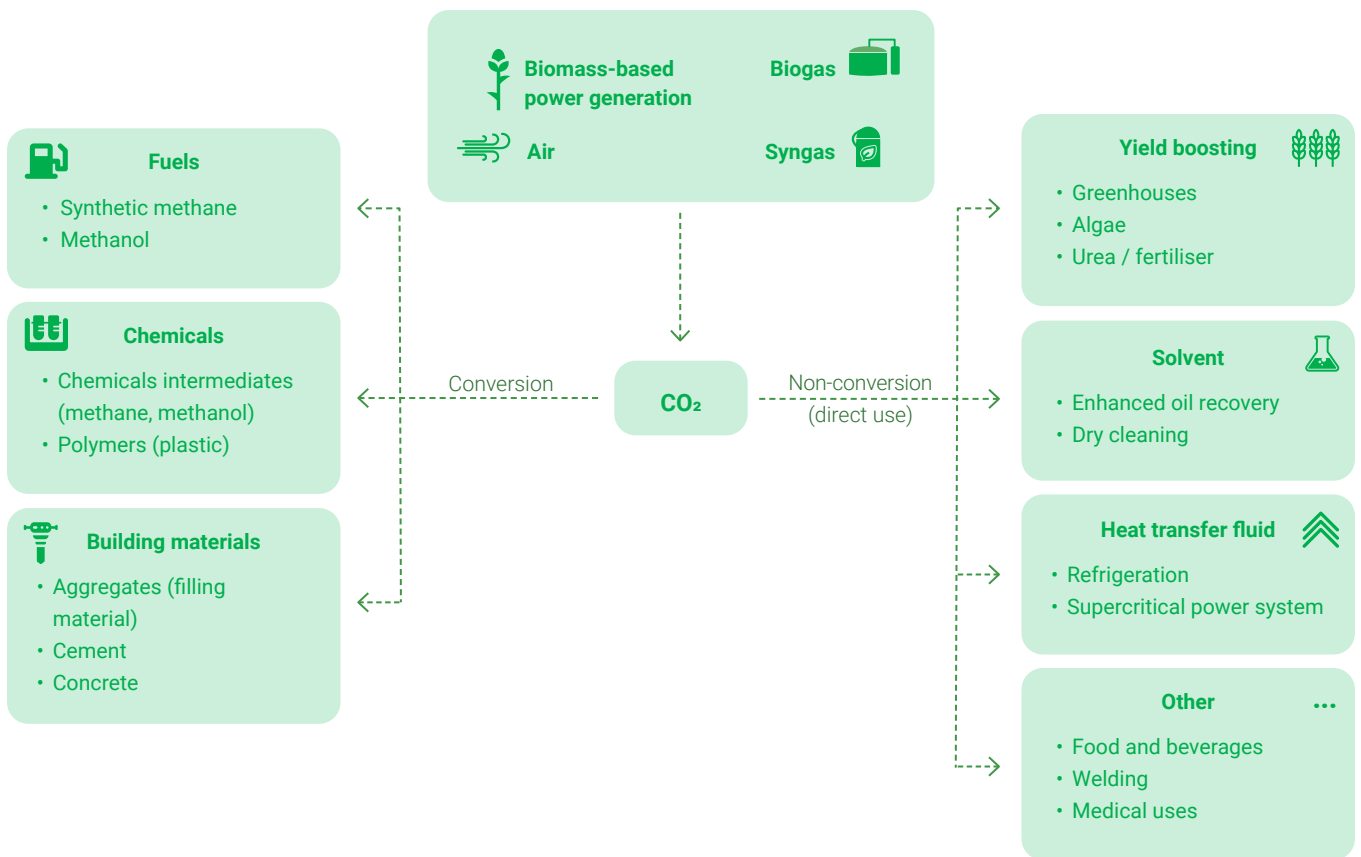 Biomass-based
power generation
Biogas
Air
Syngas
Fuels
• Synthetic methane
• Methanol
Chemicals
• Chemicals intermediates
(methane, methanol)
• Polymers (plastic)
Building materials
• Aggregates (filling
material)
• Cement
• Concrete
Conversion
CO₂
Non-conversion
(direct use)
Yield boosting
• Greenhouses
• Algae
• Urea / fertiliser
Solvent
• Enhanced oil recovery
• Dry cleaning
Heat transfer fluid
• Refrigeration
• Supercritical power system
Other
...
• Food and beverages
• Welding
• Medical uses